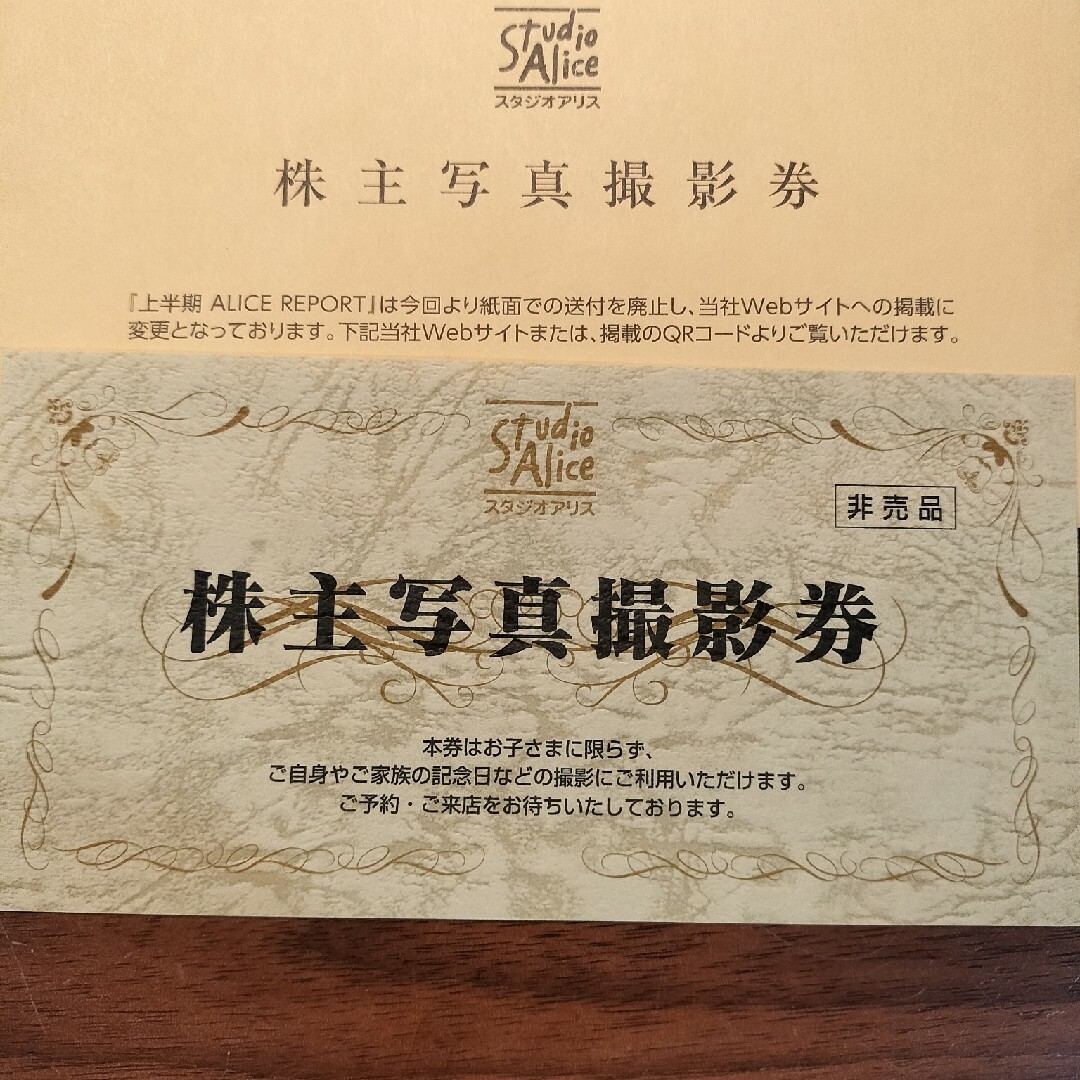 Studio
Alice
スタジオアリス
株主写真撮影券
『上半期 ALICE REPORT』は今回より紙面での送付を廃止し、当社Webサイトへの掲載に
変更となっております。下記当社Webサイトまたは、掲載のQRコードよりご覧いただけます。
Studio
Alice
スタジオアリス
非売品
株主写真撮影券
本券はお子さまに限らず、
ご自身やご家族の記念日などの撮影にご利用いただけます。
ご予約・ご来店をお待ちいたしております。